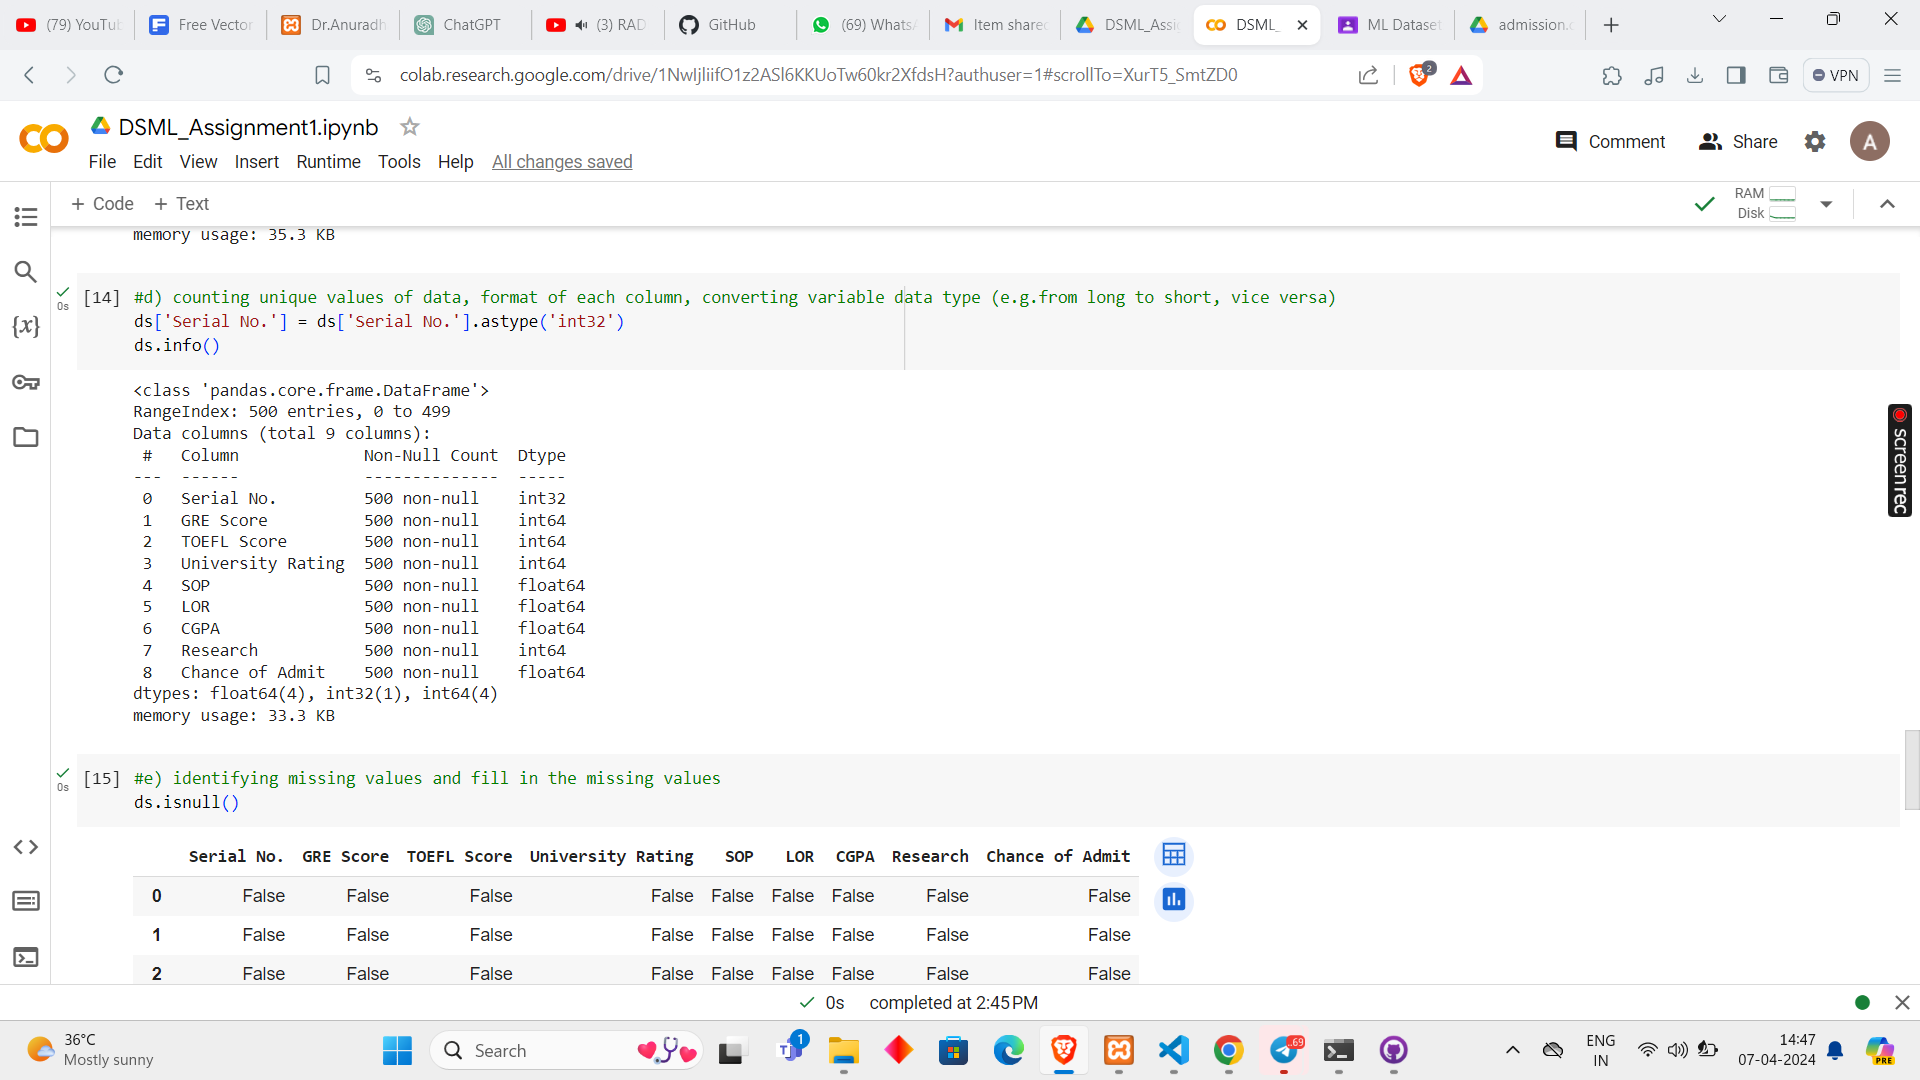 (79) YouTub
Free Vector
Dr.Anuradh
ChatGPT
(3) RAD
GitHub
(69) WhatsA
Item share
DSML_Assi
DSML_
ML Dataset
admission.c
colab.research.google.com/drive/1NwIjliifO1z2ASl6KKUoTw60kr2XfdsH?authuser=1#scrollTo=XurT5_SmtZD0
2
VPN
DSML_Assignment1.ipynb
File Edit View Insert Runtime Tools Help All changes saved
Comment
Share
A
+ Code + Text
RAM
Disk
memory usage: 35.3 KB
0s
[14] #d) counting unique values of data, format of each column, converting variable data type (e.g.from long to short, vice versa)
ds['Serial No.'] = ds['Serial No.'].astype('int32')
ds.info()
{x}
<class 'pandas.core.frame.DataFrame'>
RangeIndex: 500 entries, 0 to 499
Data columns (total 9 columns):
# Column Non-Null Count Dtype
--- ------ -------------- -----
0 Serial No. 500 non-null int32
1 GRE Score 500 non-null int64
2 TOEFL Score 500 non-null int64
3 University Rating 500 non-null int64
4 SOP 500 non-null float64
5 LOR 500 non-null float64
6 CGPA 500 non-null float64
7 Research 500 non-null int64
8 Chance of Admit 500 non-null float64
dtypes: float64(4), int32(1), int64(4)
memory usage: 33.3 KB
screenrec
0s
[15] #e) identifying missing values and fill in the missing values
ds.isnull()
Serial No. GRE Score TOEFL Score University Rating SOP LOR CGPA Research Chance of Admit
0 False False False False False False False False False
1 False False False False False False False False False
2 False False False False False False False False False
0s completed at 2:45 PM
36°C
Mostly sunny
Search
1
..69
ENG
IN
14:47
07-04-2024
PRE